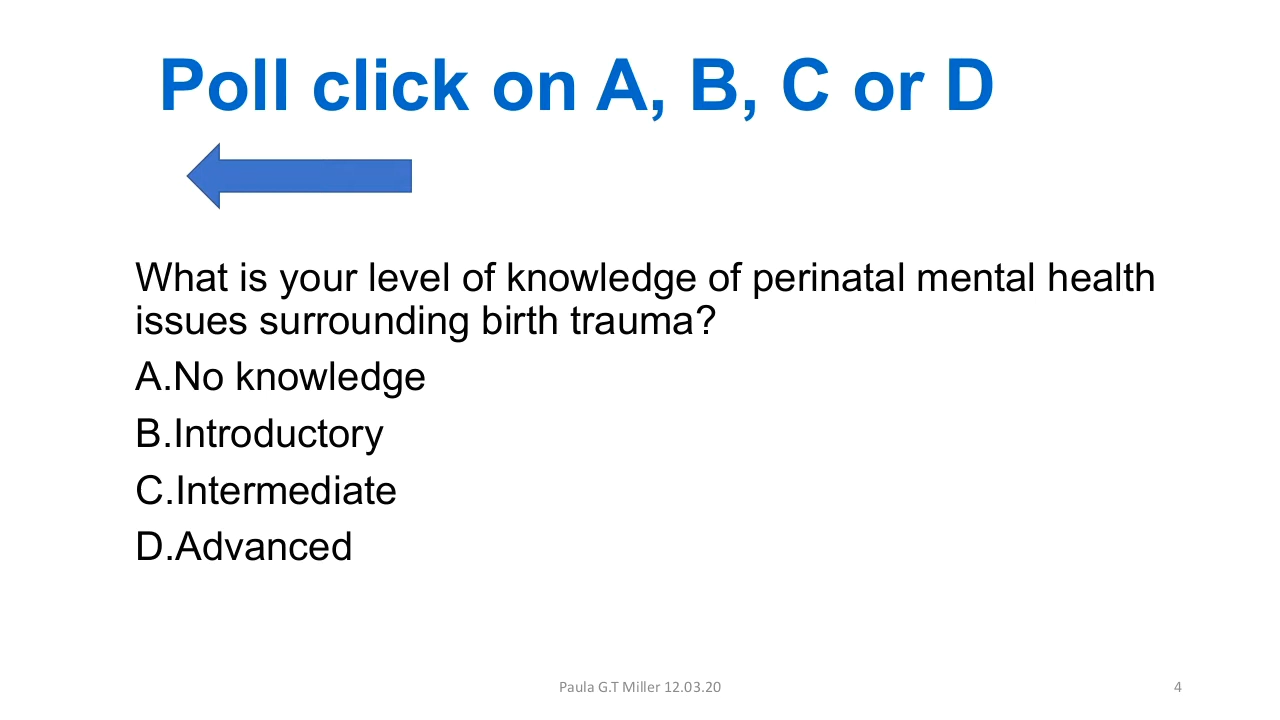 Poll click on A, B, C or D
What is your level of knowledge of perinatal mental health
issues surrounding birth trauma?
A.No knowledge
B.Introductory
C.Intermediate
D.Advanced
Paula G.T Miller 12.03.20
4